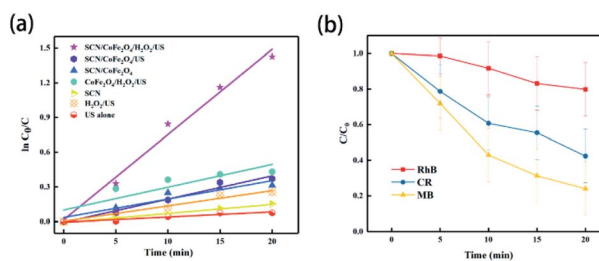 (a)
SCN/CoFe₂O₄/H₂O₂/US
SCN/CoFe₂O₄/US
SCN/CoFe₂O₄
CoFe₂O₄/H₂O₂/US
SCN
H₂O₂/US
US alone
ln C₀/C
1.5
1.2
0.9
0.6
0.3
0.0
0
5
10
15
20
Time (min)
(b)
C/C₀
1.0
0.8
0.6
0.4
0.2
0.0
RhB
CR
MB
0
5
10
15
20
Time (min)